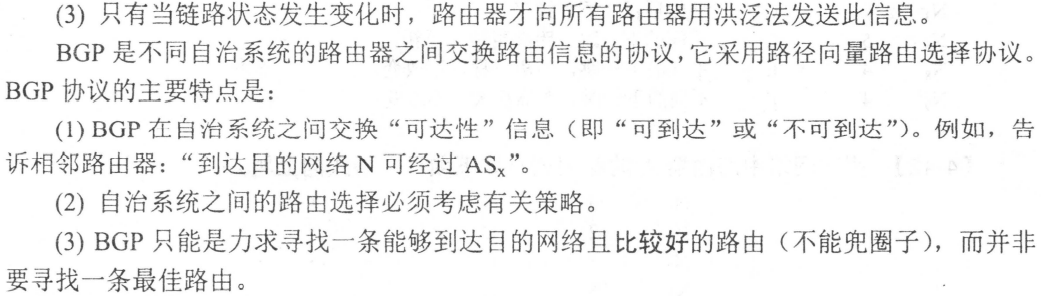 (3) 只有当链路状态发生变化时，路由器才向所有路由器用洪泛法发送此信息。
BGP 是不同自治系统的路由器之间交换路由信息的协议，它采用路径向量路由选择协议。
BGP 协议的主要特点是：
(1) BGP 在自治系统之间交换“可达性”信息（即“可到达”或“不可到达”）。例如，告
诉相邻路由器：“到达目的网络 N 可经过 ASx”。
(2) 自治系统之间的路由选择必须考虑有关策略。
(3) BGP 只能是力求寻找一条能够到达目的网络且比较好的路由（不能兜圈子），而并非
要寻找一条最佳路由。